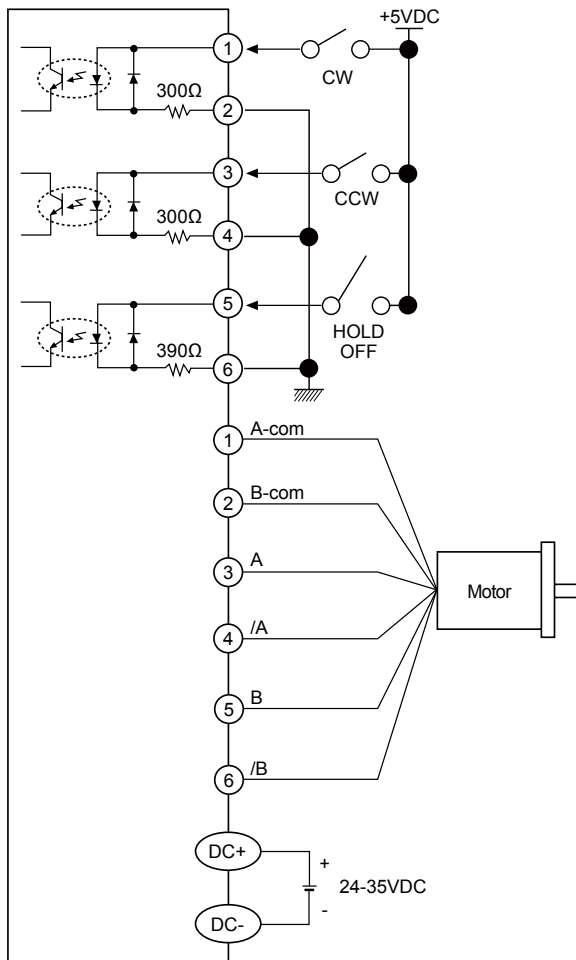 +5VDC
1
CW
300Ω
2
3
CCW
300Ω
4
5
HOLD
OFF
390Ω
6
1
A-com
2
B-com
3
A
4
/A
5
B
6
/B
Motor
DC+
+
24-35VDC
-
DC-